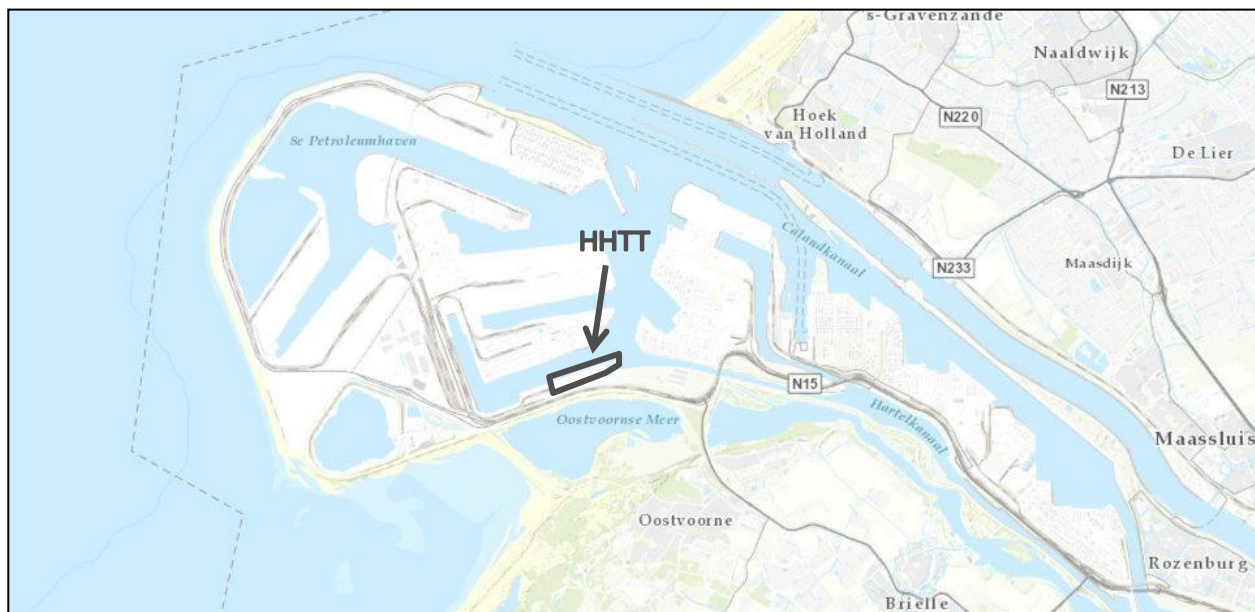 's-Gravenzande
Naaldwijk
N213
N220
Hoek
van Holland
De Lier
8e Petroleumhaven
HHTT
Calandkanaal
N233
Maasdijk
N15
Hartelkanaal
Oostvoornse Meer
Maassluis
Oostvoorne
Rozenburg
Brielle